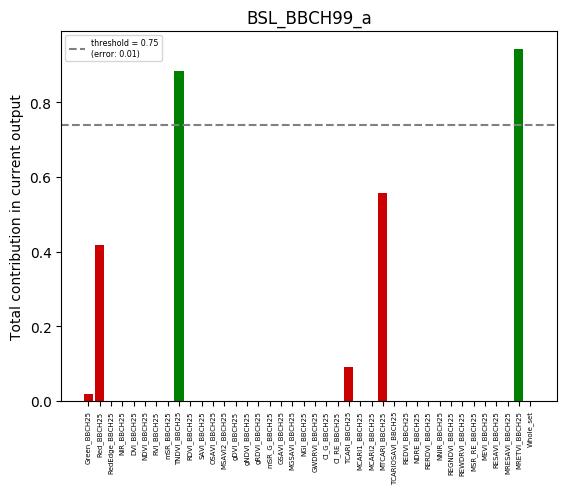 BSL_BBCH99_a
threshold = 0.75
(error: 0.01)
Total contribution in current output
0.8
0.6
0.4
0.2
0.0
Green_BBCH25
Red_BBCH25
RedEdge_BBCH25
NIR_BBCH25
DVI_BBCH25
NDVI_BBCH25
RVI_BBCH25
mSR_BBCH25
TNDVI_BBCH25
RDVI_BBCH25
SAVI_BBCH25
OSAVI_BBCH25
MSAVI2_BBCH25
gDVI_BBCH25
gNDVI_BBCH25
gRDVI_BBCH25
mSR_G_BBCH25
GSAVI_BBCH25
MGSAVI_BBCH25
NGI_BBCH25
GWDRVI_BBCH25
CI_G_BBCH25
CI_RE_BBCH25
TCARI_BBCH25
MCARI1_BBCH25
MCARI2_BBCH25
MTCARI_BBCH25
TCARIOSAVI_BBCH25
REDVI_BBCH25
NDRE_BBCH25
RERDVI_BBCH25
NNIR_BBCH25
REGNDVI_BBCH25
REWDRVI_BBCH25
MSR_RE_BBCH25
MEVI_BBCH25
RESAVI_BBCH25
MRESAVI_BBCH25
MRETVI_BBCH25
Whole_set